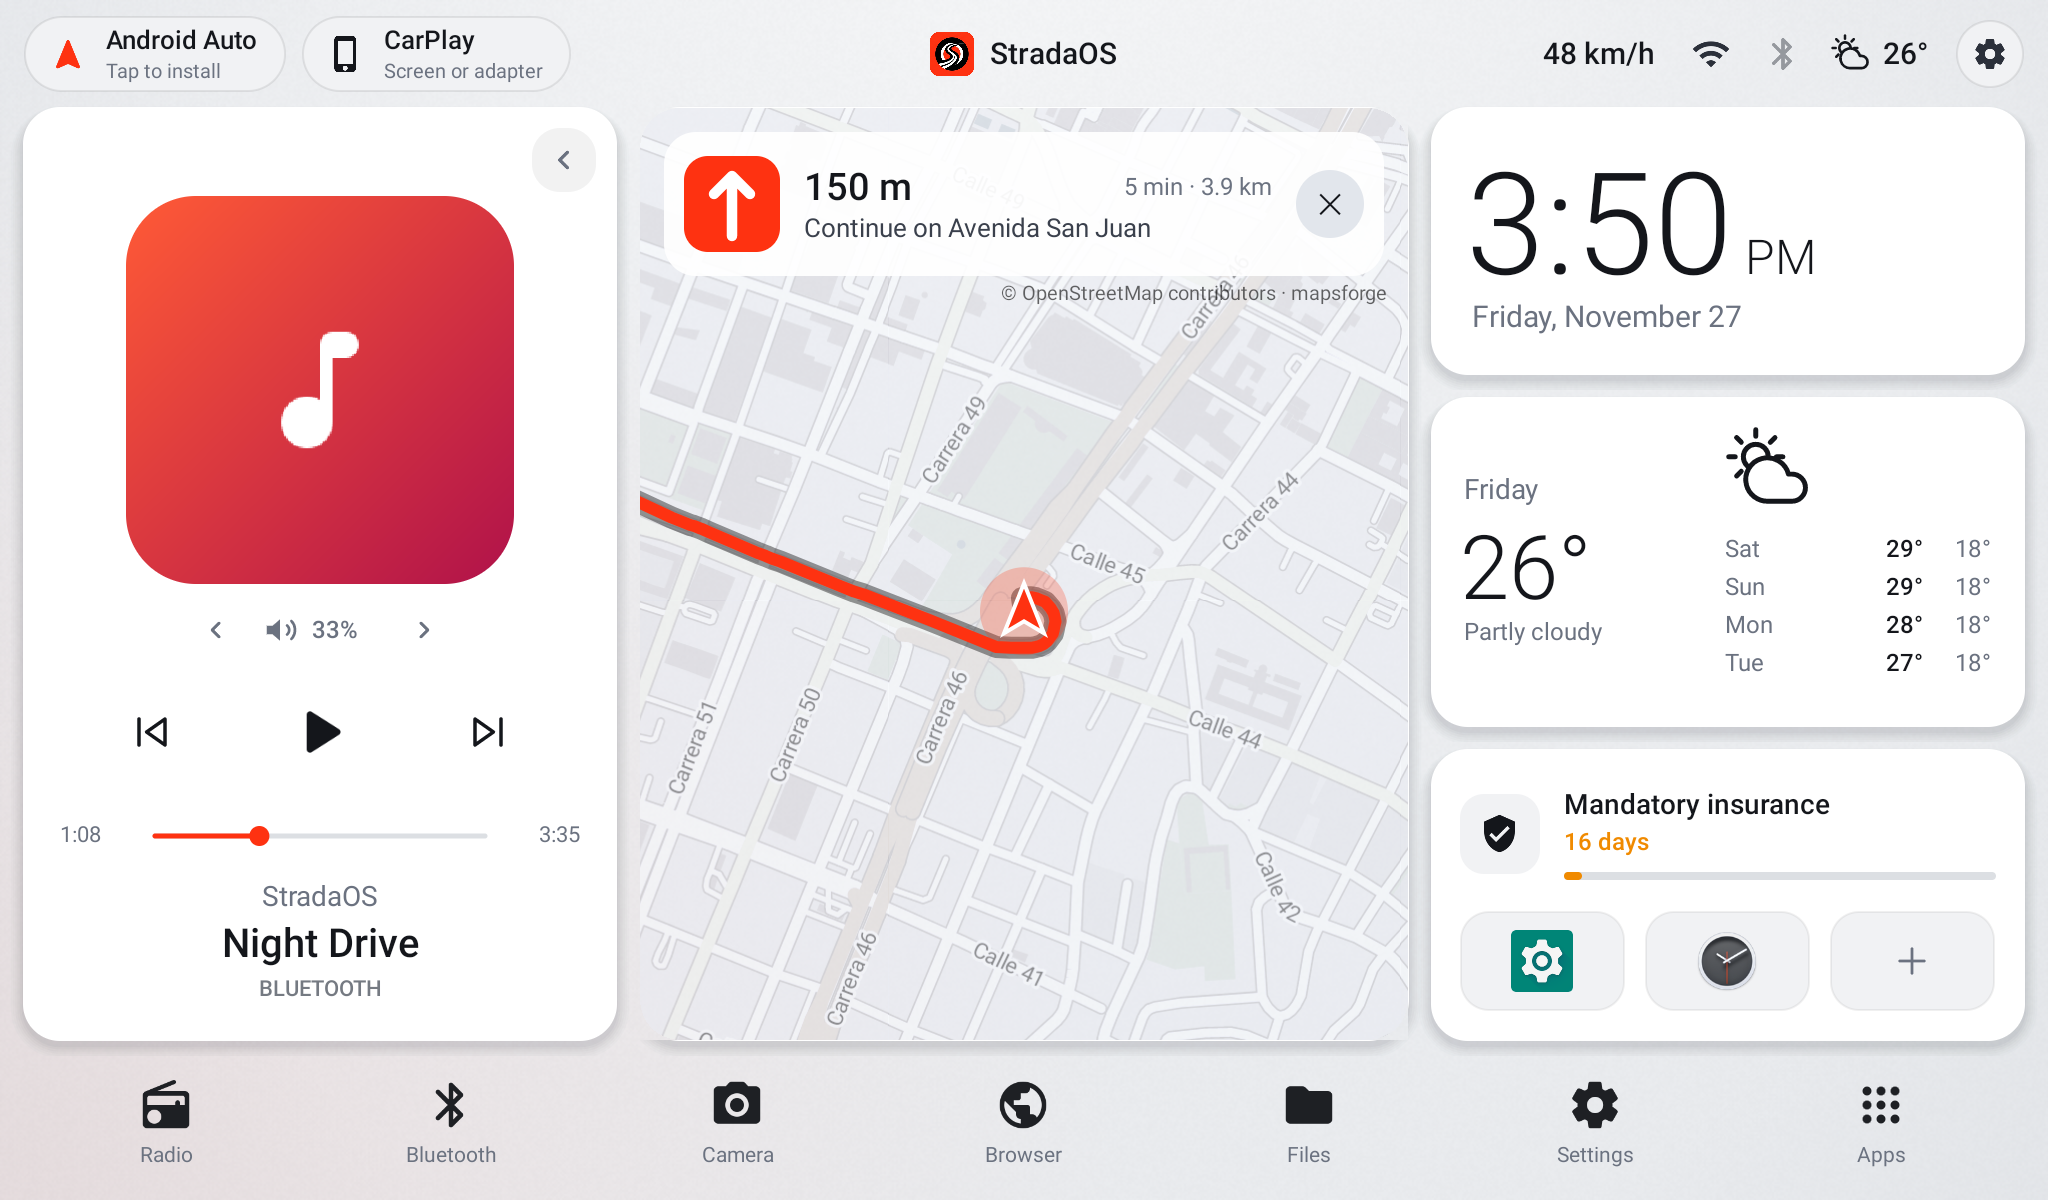 Android Auto
Tap to install
CarPlay
Screen or adapter
StradaOS
48 km/h
26°
33%
1:08
3:35
StradaOS
Night Drive
BLUETOOTH
150 m
5 min · 3.9 km
Continue on Avenida San Juan
© OpenStreetMap contributors · mapsforge
Calle 49
Carrera 46
Carrera 49
Carrera 44
Calle 45
Carrera 46
Carrera 50
Carrera 51
Calle 44
Calle 42
Carrera 46
Calle 41
3:50 PM
Friday, November 27
Friday
26°
Partly cloudy
Sat 29° 18°
Sun 29° 18°
Mon 28° 18°
Tue 27° 18°
Mandatory insurance
16 days
Radio
Bluetooth
Camera
Browser
Files
Settings
Apps